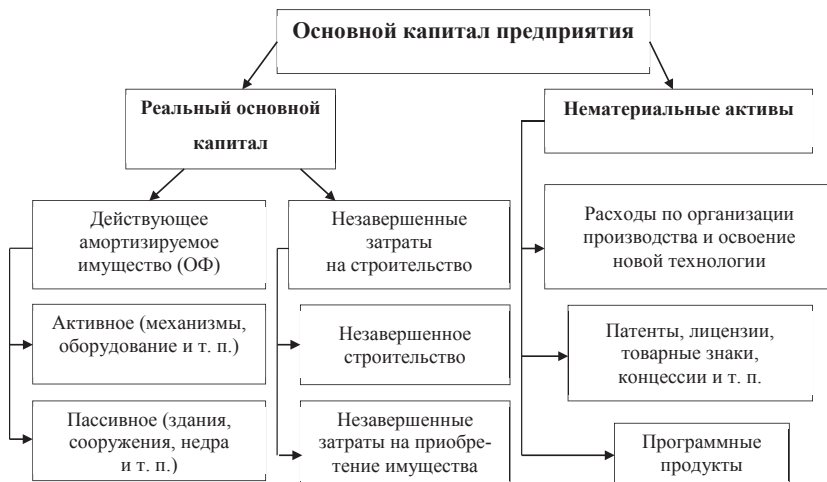 Основной капитал предприятия
Реальный основной
капитал
Нематериальные активы
Действующее
амортизируемое
имущество (ОФ)
Незавершенные
затраты
на строительство
Расходы по организации
производства и освоение
новой технологии
Активное (механизмы,
оборудование и т. п.)
Незавершенное
строительство
Патенты, лицензии,
товарные знаки,
концессии и т. п.
Пассивное (здания,
сооружения, недра
и т. п.)
Незавершенные
затраты на приобре-
тение имущества
Программные
продукты